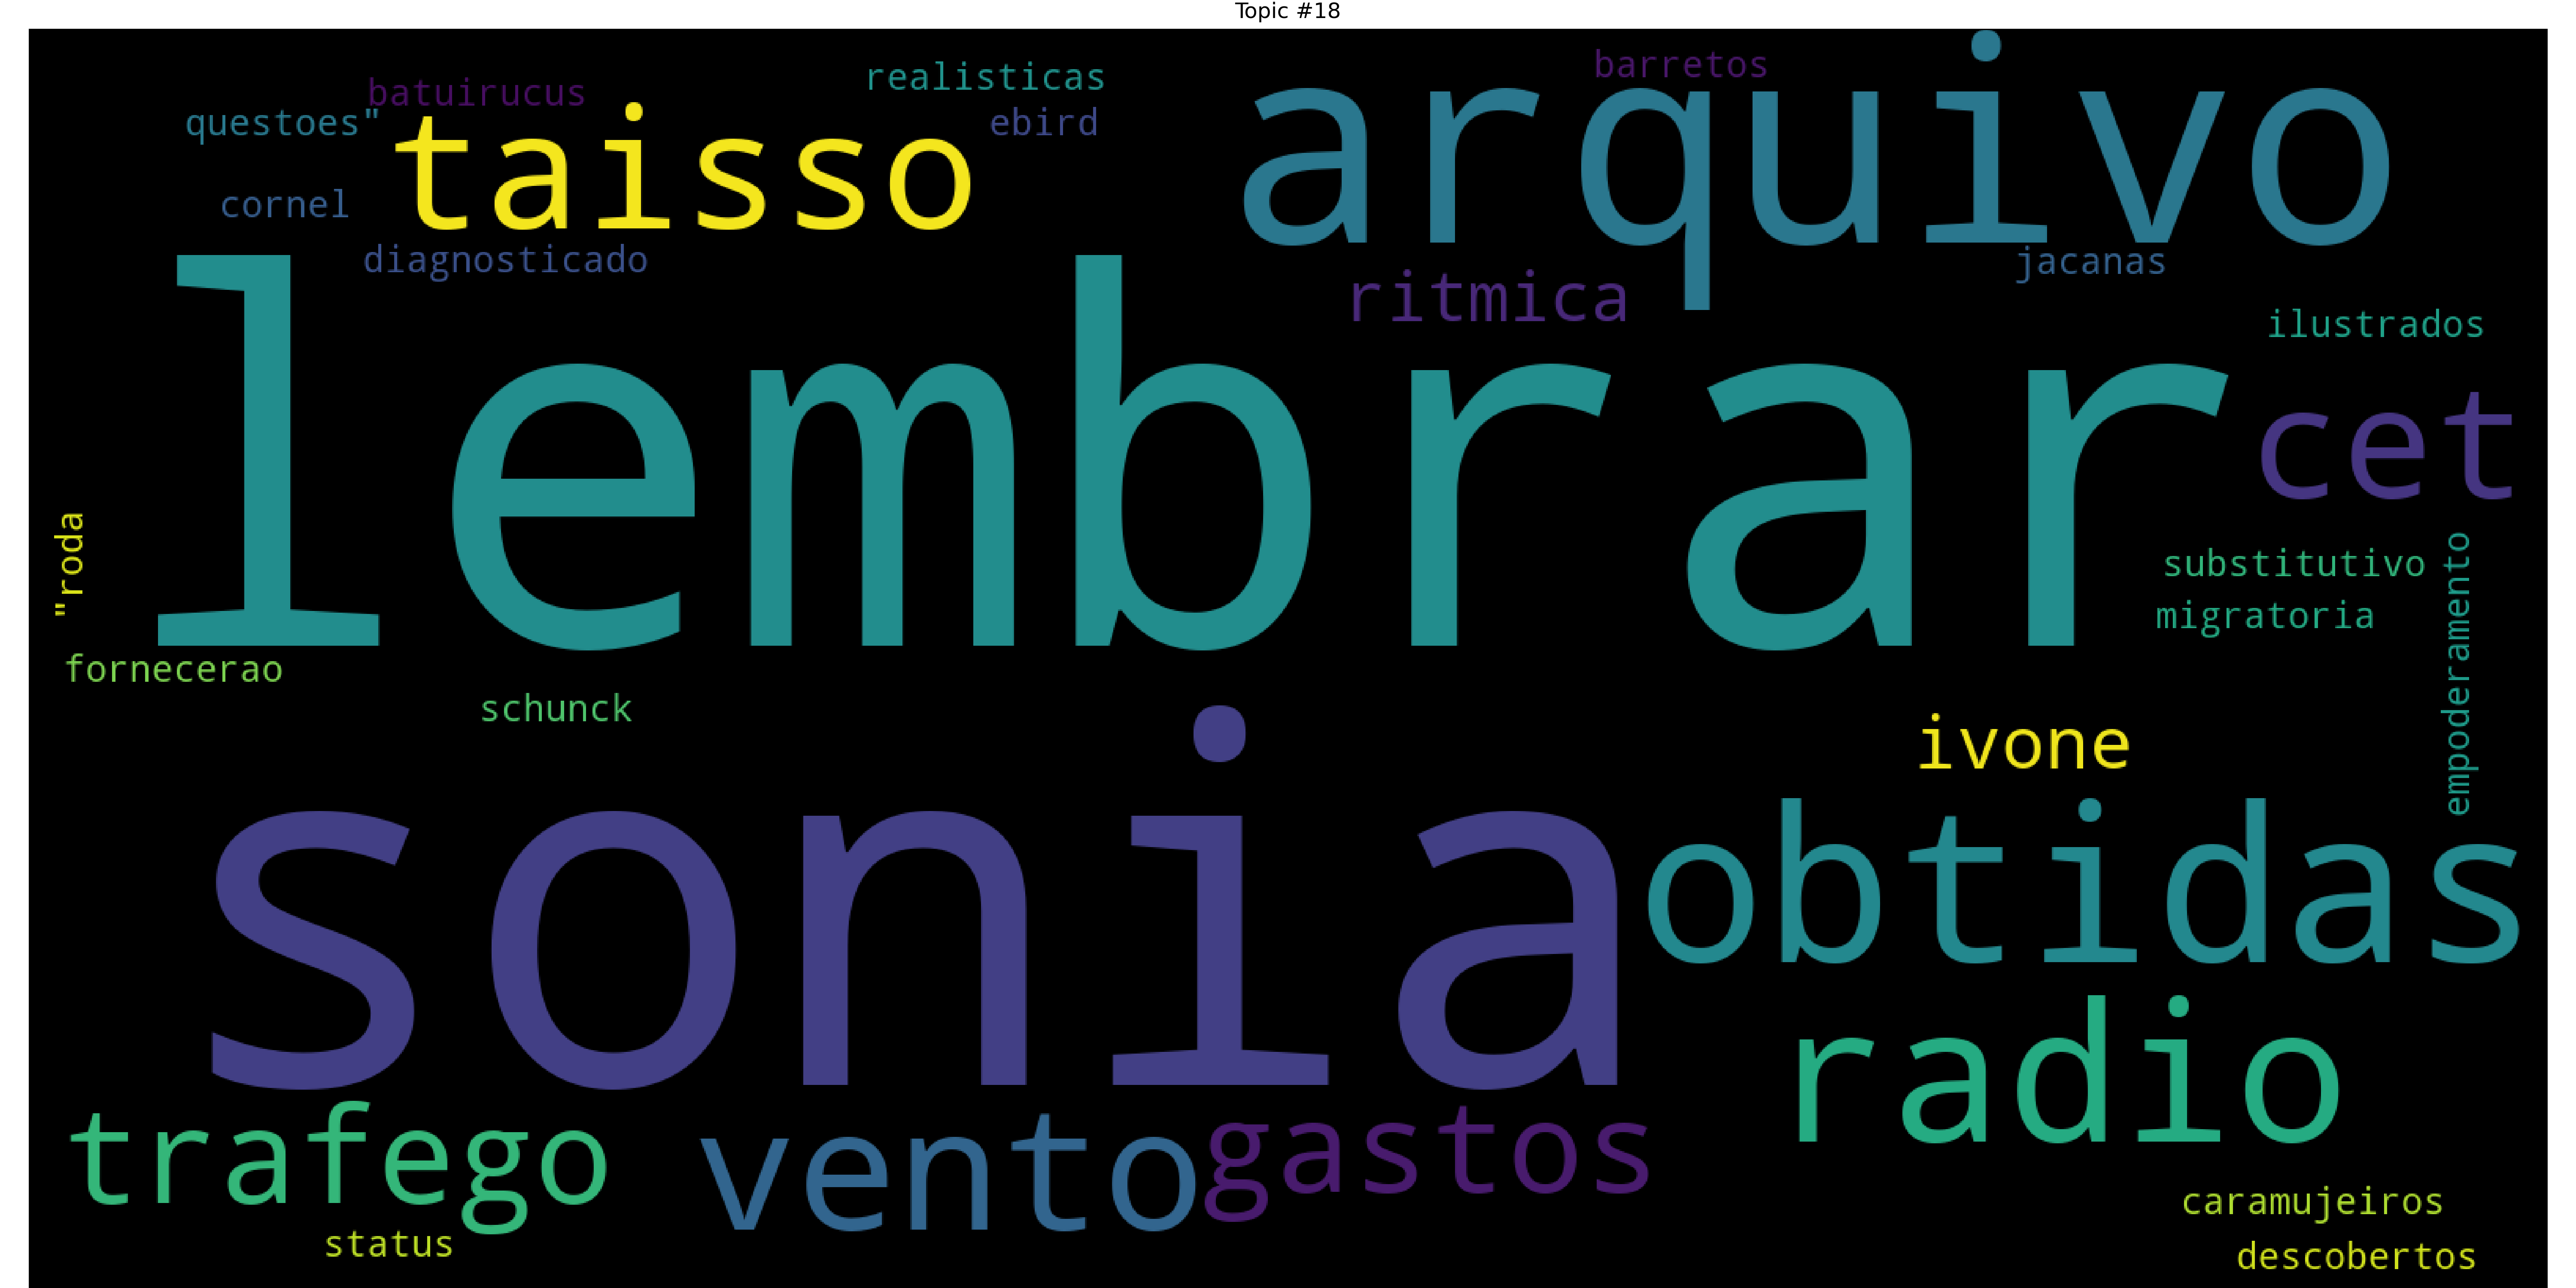 Topic #18
barretos
realisticas
batuirucus
arquivo
questoes"
ebird
taisso
cornel
diagnosticado
jacanas
ritmica
ilustrados
lembrar
cet
"roda
substitutivo
migratoria
empoderamento
fornecerao
schunck
ivone
sonia
obtidas
radio
trafego
vento
gastos
caramujeiros
status
descobertos